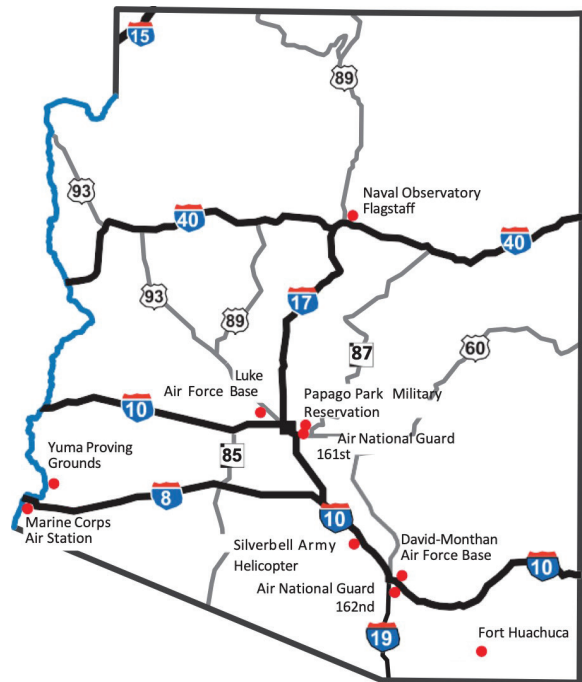 15
89
93
Naval Observatory
Flagstaff
40
40
93
17
89
87
60
Luke
Air Force Base
Papago Park Military
Reservation
10
Air National Guard
161st
Yuma Proving
Grounds
85
8
Marine Corps
Air Station
10
Silverbell Army
Helicopter
David-Monthan
Air Force Base
10
Air National Guard
162nd
19
Fort Huachuca